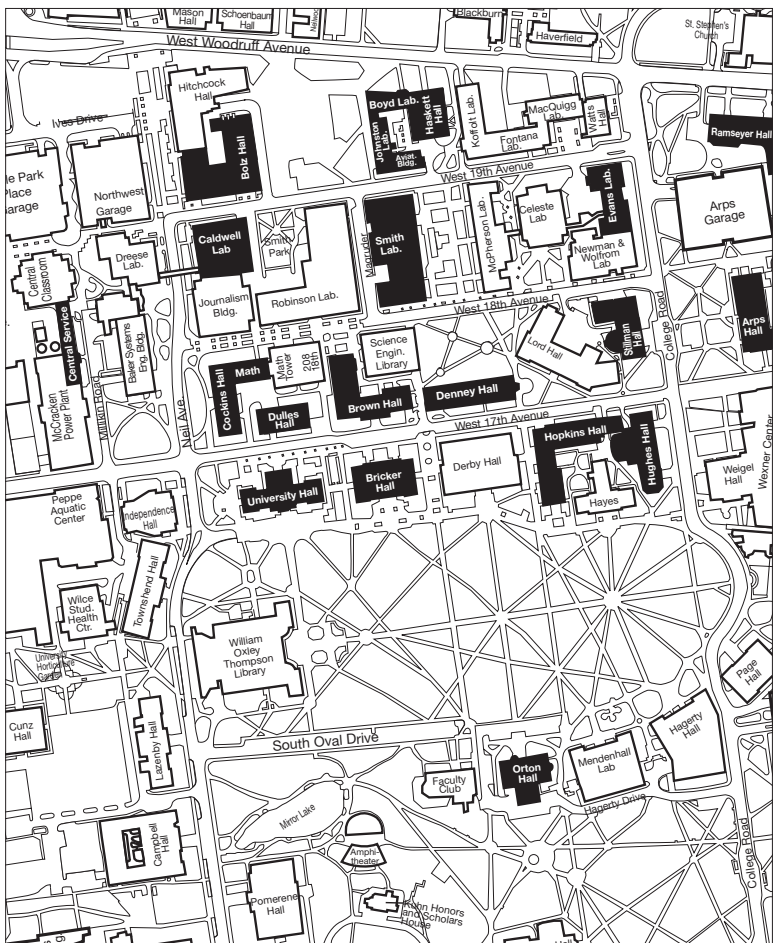 Mason
Hall
Schoenbaum
Hall
Blackburn
Haverfield
St. Stephen's
Church
West Woodruff Avenue
Hitchcock
Hall
Ives Drive
Bolz Hall
Boyd Lab.
Haskett
Hall
Johnston
Lab.
Aviat.
Bldg.
Koffolt Lab.
MacQuigg
Lab.
Watts
Hall
Fontana
Lab.
Ramseyer Hall
West 19th Avenue
le Park
Place
Garage
Northwest
Garage
Arps
Garage
Evans Lab.
Celeste
Lab
McPherson Lab.
Newman &
Wolfrom
Lab
Caldwell
Lab
Smith
Park
Smith
Lab.
Magruder
Dreese
Lab.
Central
Classroom
Journalism
Bldg.
Robinson Lab.
West 18th Avenue
College Road
Arps
Hall
Central Service
Baker Systems
Eng. Bldg.
McCracken
Power Plant
Millikin Road
Neil Ave.
Science
Engin.
Library
Lord Hall
Stillman
Hall
Cockins Hall
Math
Math
Tower
208
18th
Dulles
Hall
Brown Hall
Denney Hall
West 17th Avenue
Hopkins Hall
Hughes Hall
Wexner Center
Derby Hall
Weigel
Hall
Bricker
Hall
University Hall
Hayes
Peppe
Aquatic
Center
Independence
Hall
Townshend Hall
Wilce
Stud.
Health
Ctr.
William
Oxley
Thompson
Library
University
Horticulture
Garden
Page
Hall
Cunz
Hall
Lazenby Hall
South Oval Drive
Hagerty
Hall
Mendenhall
Lab
Orton
Hall
Faculty
Club
Hagerty Drive
Mirror Lake
Amphi-
theater
Campbell
Hall
College Road
Pomerene
Hall
Kuhn Honors
and Scholars
House